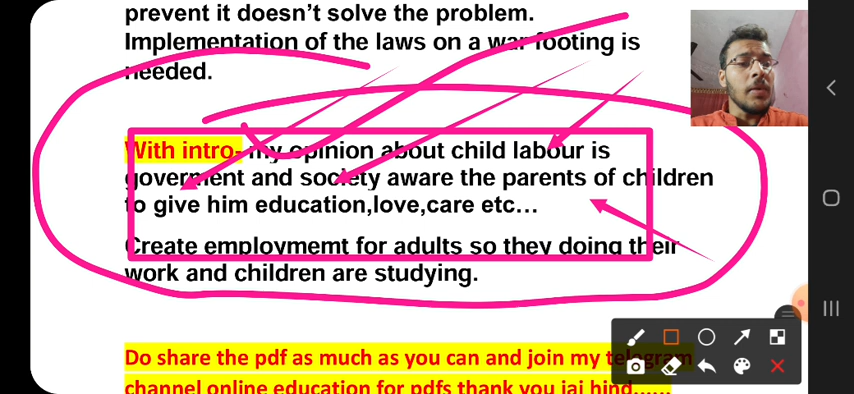 prevent it doesn’t solve the problem.
Implementation of the laws on a war footing is
needed.
With intro- my opinion about child labour is
goverment and society aware the parents of children
to give him education,love,care etc…
Create employmemt for adults so they doing their
work and children are studying.
Do share the pdf as much as you can and join my telegram
channel online education for pdfs thank you jai hind......